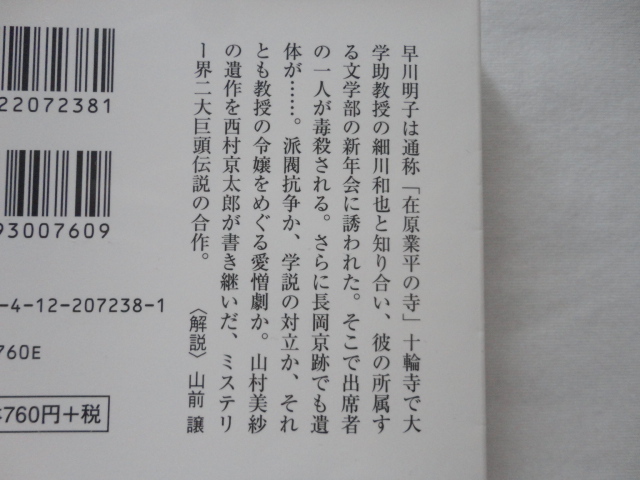 早川明子は通称「在原業平の寺」十輪寺で大
学助教授の細川和也と知り合い、彼の所属す
る文学部の新年会に誘われた。そこで出席者
の一人が毒殺される。さらに長岡京跡でも遺
体が……。派閥抗争か、学説の対立か、それ
とも教授の令嬢をめぐる愛憎劇か。山村美紗
の遺作を西村京太郎が書き継いだ、ミステリ
ー界二大巨頭伝説の合作。
〈解説〉山前 譲
22072381
93007609
-4-12-207238-1
760E
760円+税